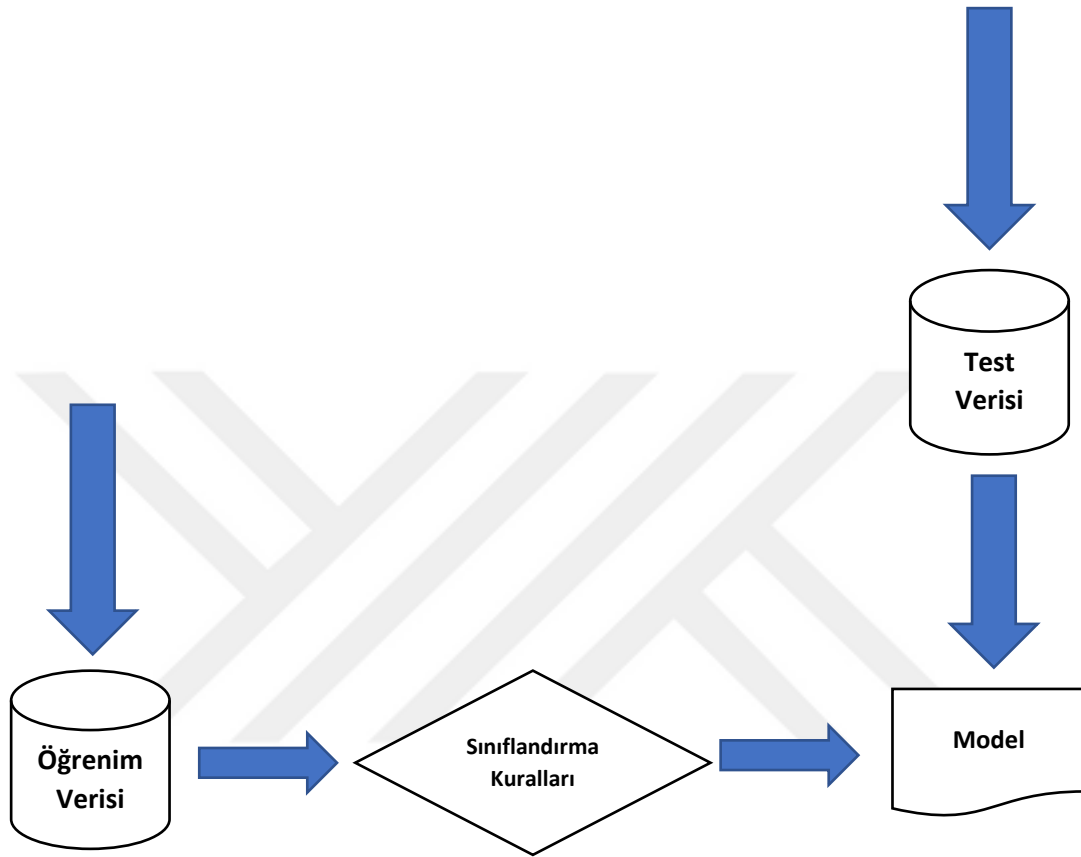 Test
Verisi
Öğrenim
Verisi
Sınıflandırma
Kuralları
Model